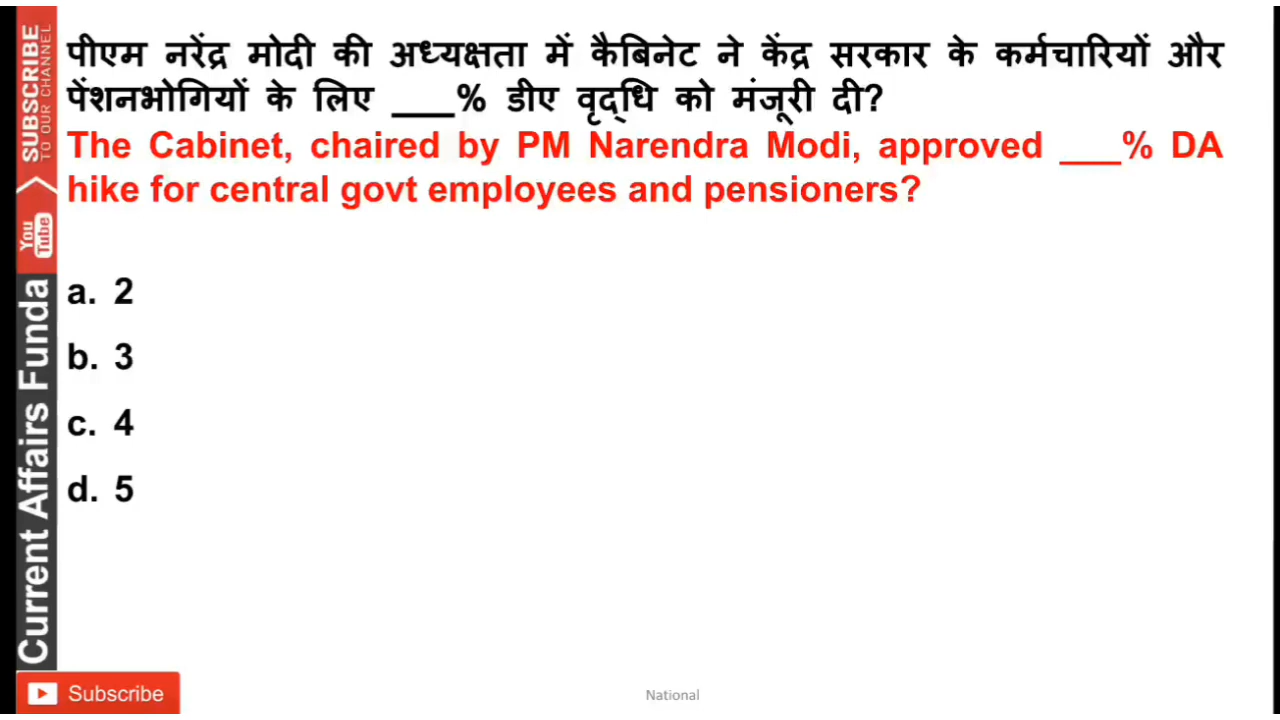 पीएम नरेंद्र मोदी की अध्यक्षता में कैबिनेट ने केंद्र सरकार के कर्मचारियों और
पेंशनभोगियों के लिए ___% डीए वृद्धि को मंजूरी दी?
The Cabinet, chaired by PM Narendra Modi, approved ___% DA
hike for central govt employees and pensioners?
a. 2
b. 3
c. 4
d. 5
SUBSCRIBE
TO OUR CHANNEL
You
Tube
Current Affairs Funda
Subscribe
National